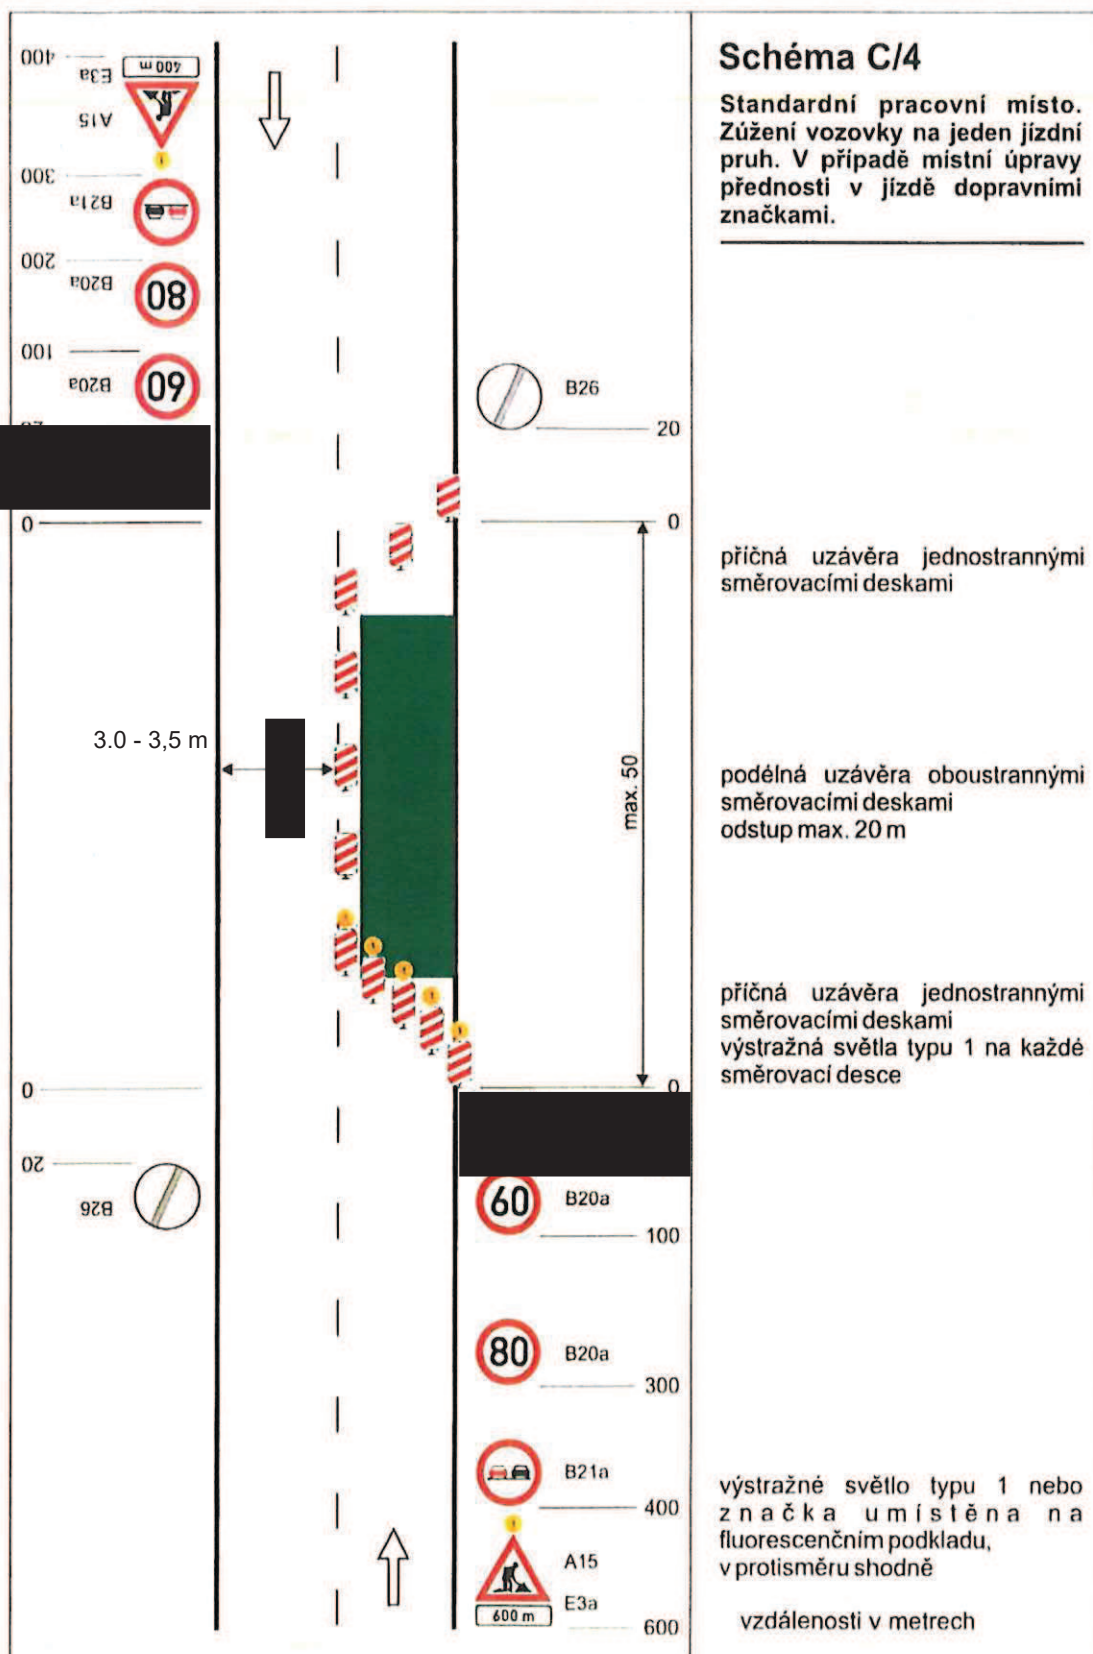 Schéma C/4
Standardní pracovní místo.
Zúžení vozovky na jeden jízdní
pruh. V případě místní úpravy
přednosti v jízdě dopravními
značkami.
400
E3a
400 m
A15
300
B21a
200
B20a
80
100
B20a
60
B26
20
0
0
příčná uzávěra jednostrannými
směrovacími deskami
3.0 - 3,5 m
max. 50
podélná uzávěra oboustrannými
směrovacími deskami
odstup max. 20 m
příčná uzávěra jednostrannými
směrovacími deskami
výstražná světla typu 1 na každé
směrovací desce
0
0
20
B26
60
B20a
100
80
B20a
300
B21a
400
A15
E3a
600 m
600
výstražné světlo typu 1 nebo
značka umístěna na
fluorescenčním podkladu,
v protisměru shodně
vzdálenosti v metrech